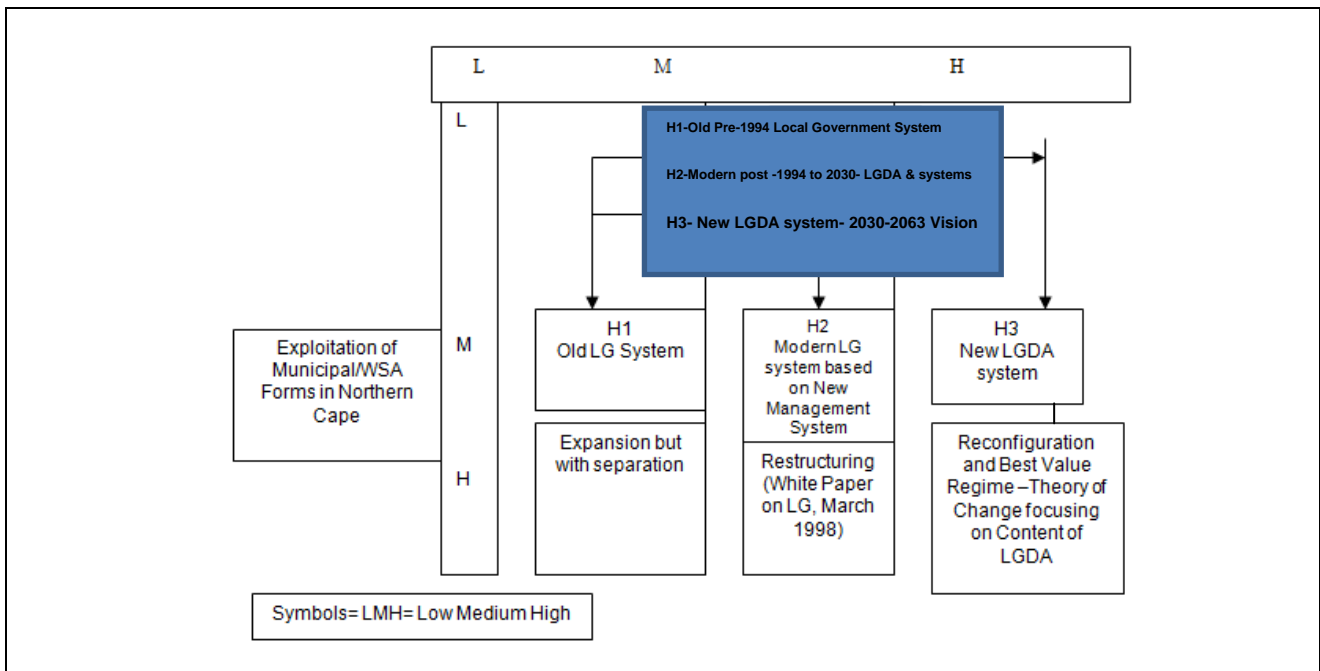 L M H
L
H1-Old Pre-1994 Local Government System
H2-Modern post -1994 to 2030- LGDA & systems
H3- New LGDA system- 2030-2063 Vision
Exploitation of
Municipal/WSA
Forms in Northern
Cape
M
H
H1
Old LG System
Expansion but
with separation
H2
Modern LG
system based
on New
Management
System
Restructuring
(White Paper
on LG, March
1998)
H3
New LGDA
system
Reconfiguration
and Best Value
Regime –Theory of
Change focusing
on Content of
LGDA
Symbols= LMH= Low Medium High